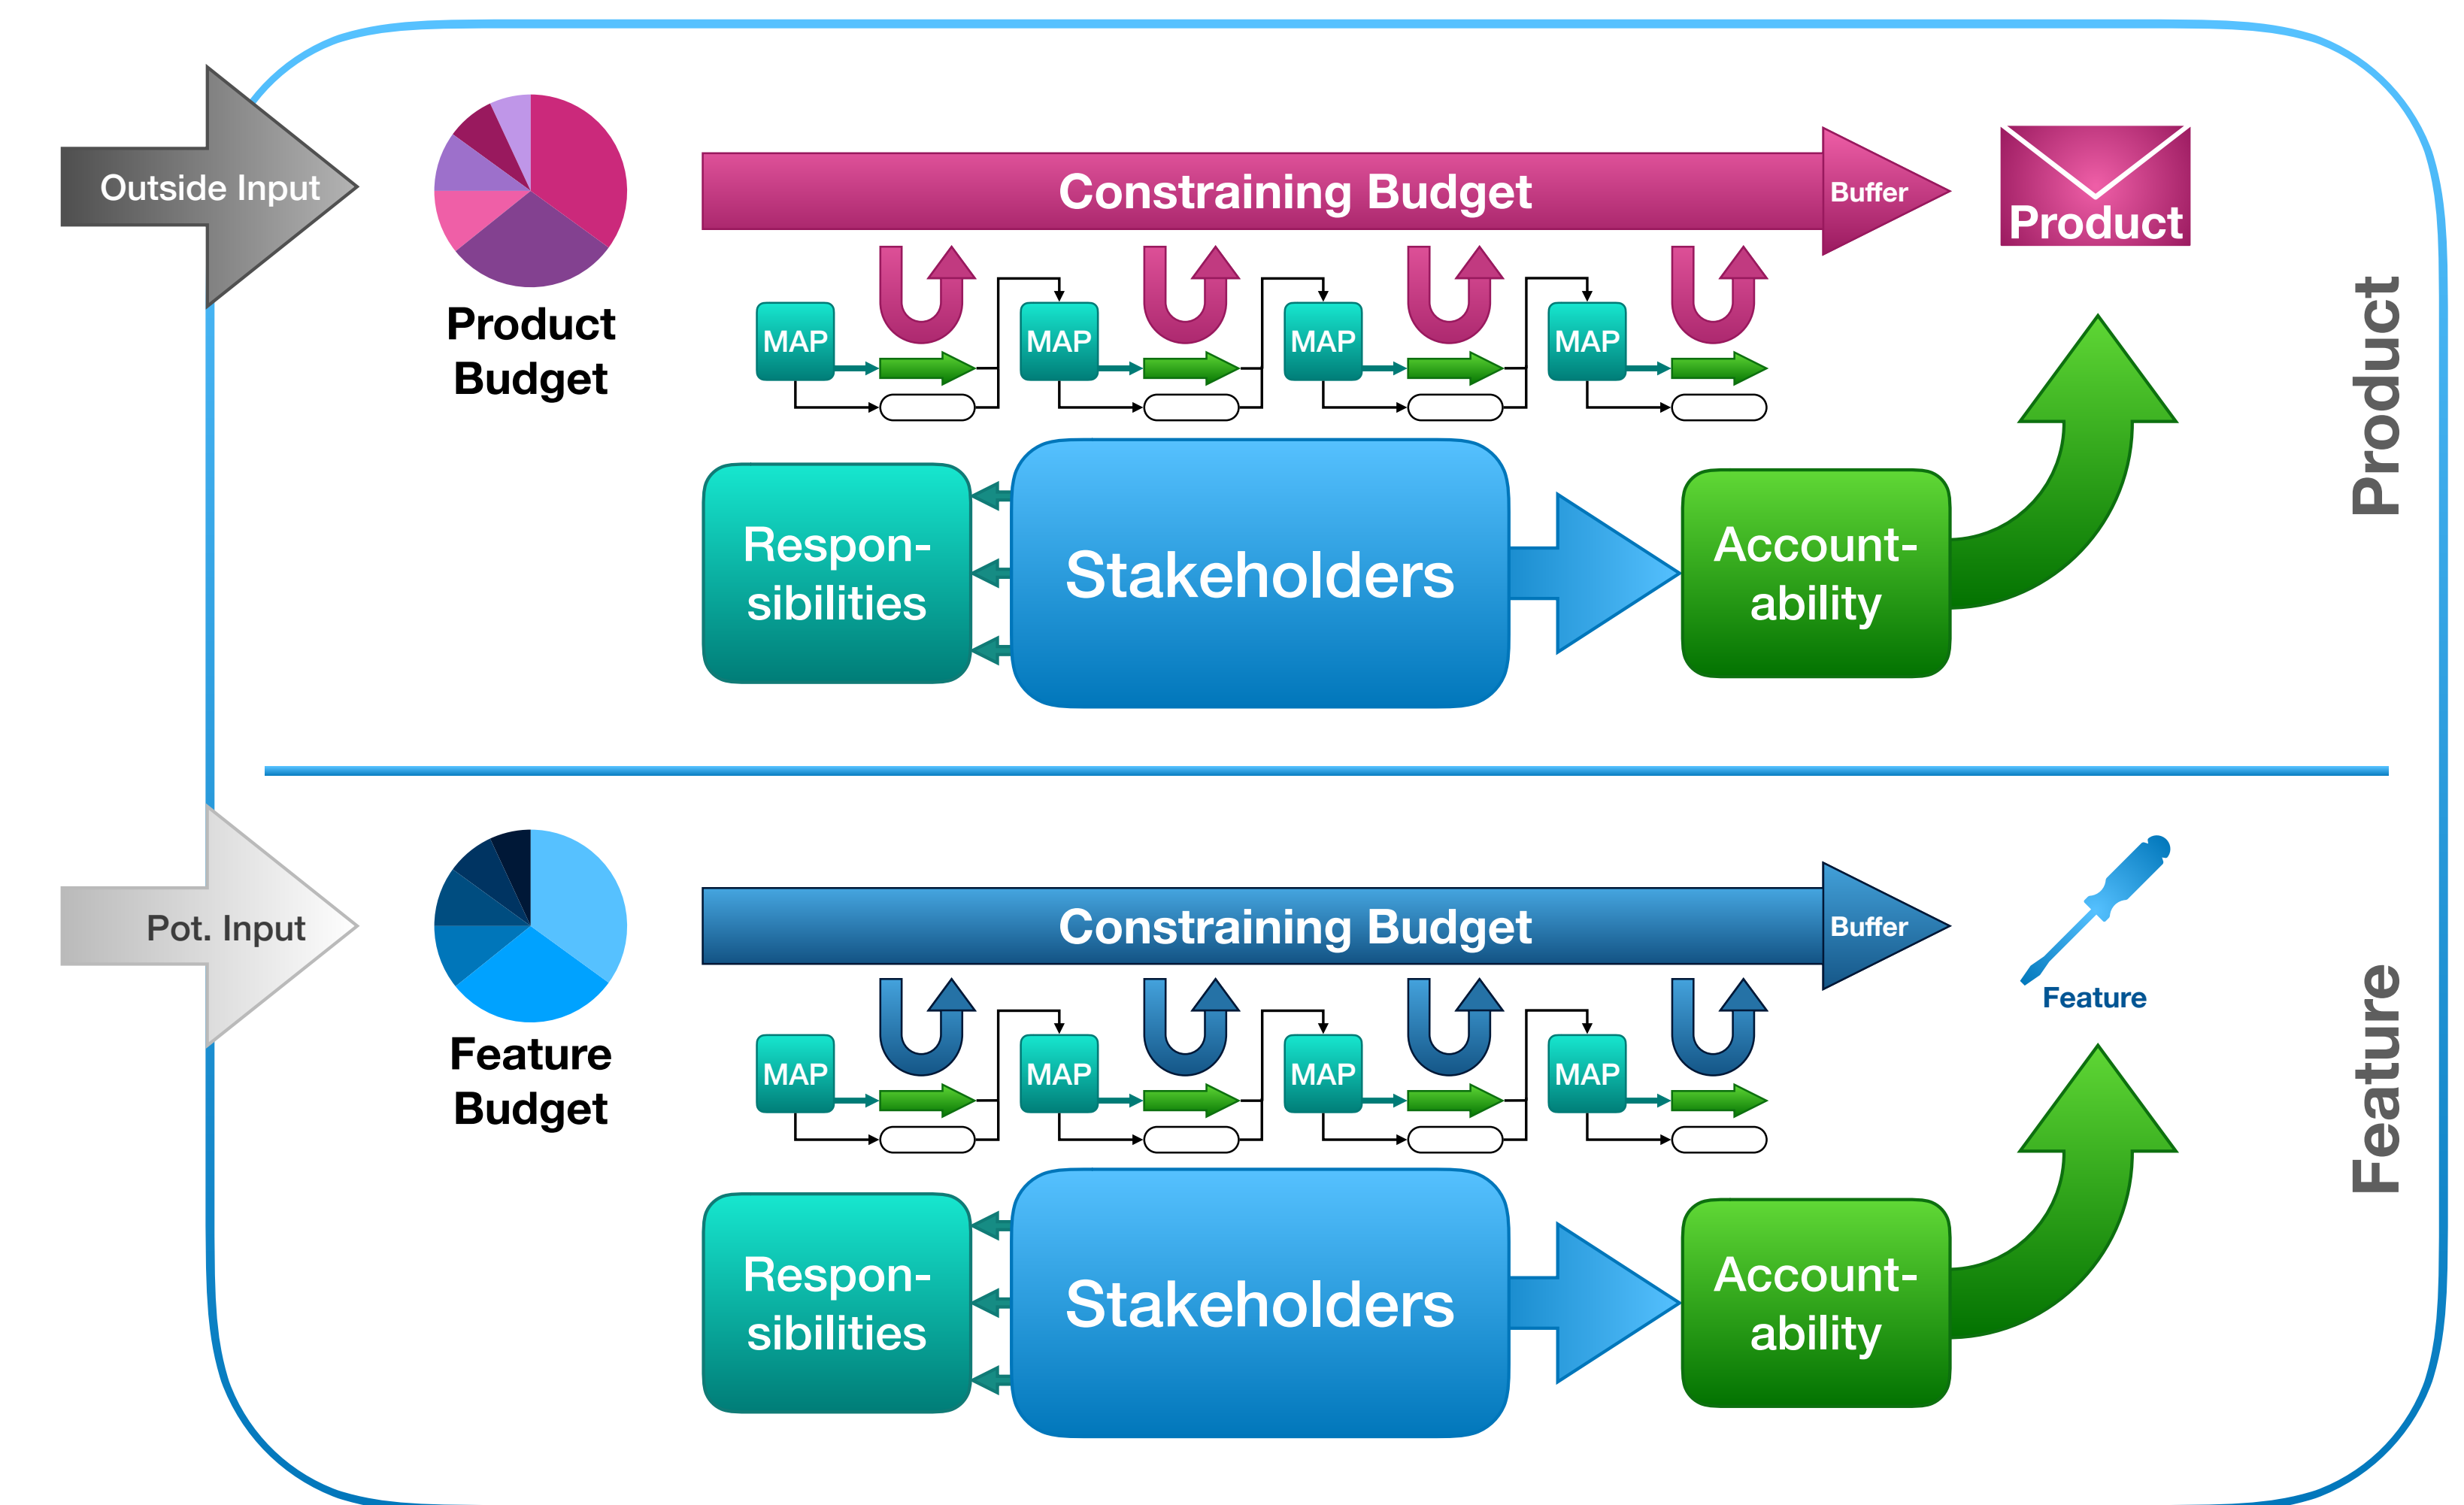 Outside Input
Product
Budget
Constraining Budget
Buffer
Product
MAP
MAP
MAP
MAP
Respon-
sibilities
Stakeholders
Account-
ability
Product
Pot. Input
Feature
Budget
Constraining Budget
Buffer
Feature
MAP
MAP
MAP
MAP
Respon-
sibilities
Stakeholders
Account-
ability
Feature